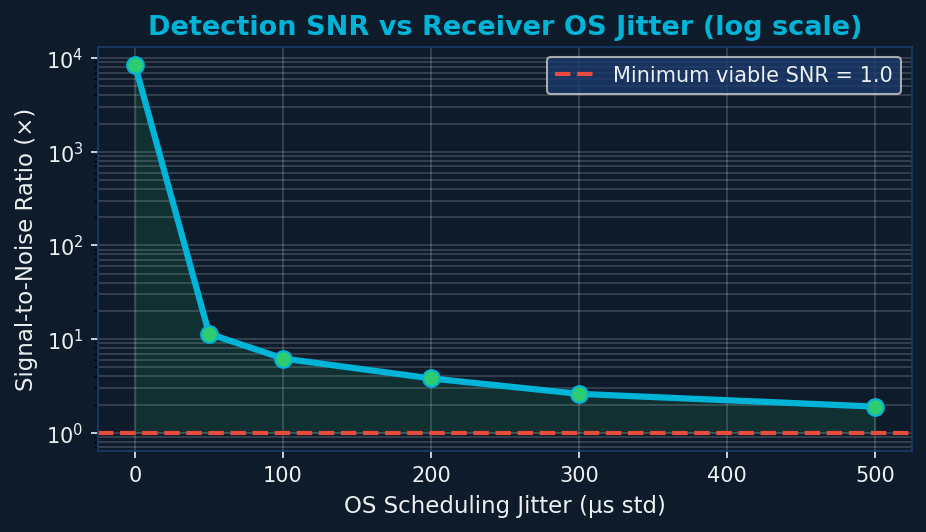 Detection SNR vs Receiver OS Jitter (log scale)
Minimum viable SNR = 1.0
Signal-to-Noise Ratio (×)
10⁴
10³
10²
10¹
10⁰
0 100 200 300 400 500
OS Scheduling Jitter (μs std)